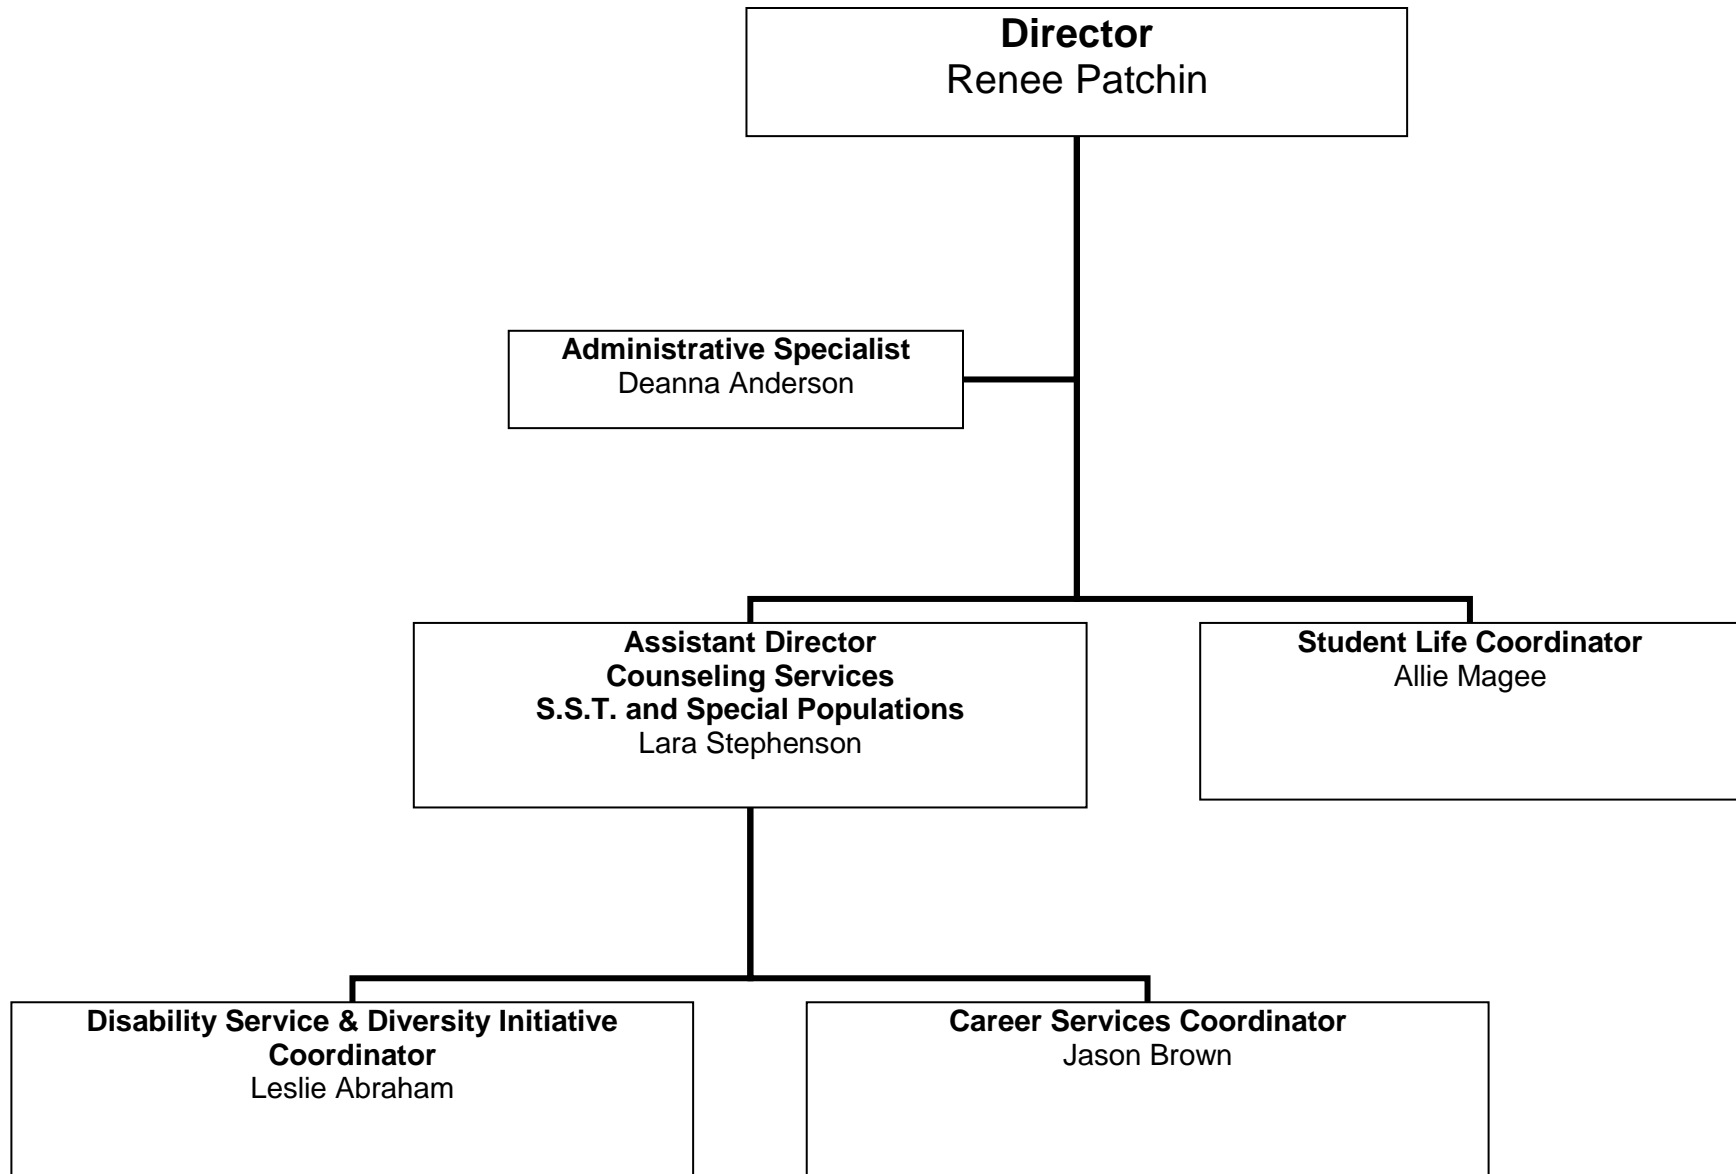 Director
Renee Patchin
Administrative Specialist
Deanna Anderson
Assistant Director
Counseling Services
S.S.T. and Special Populations
Lara Stephenson
Student Life Coordinator
Allie Magee
Disability Service & Diversity Initiative
Coordinator
Leslie Abraham
Career Services Coordinator
Jason Brown